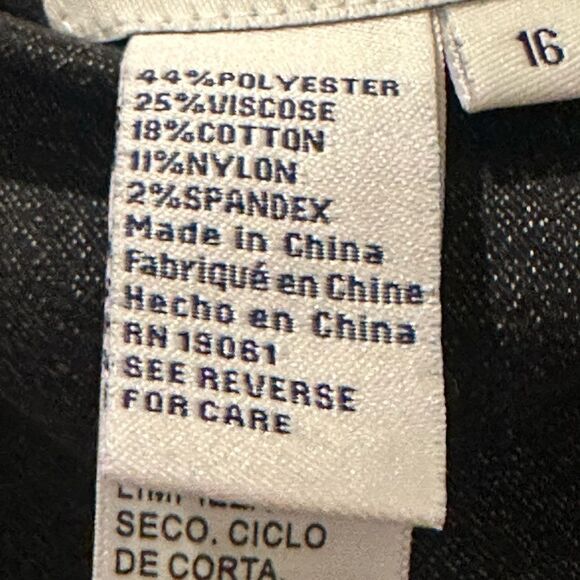 16
44%POLYESTER
25%VISCOSE
18%COTTON
11%NYLON
2%SPANDEX
Made in China
Fabriqué en Chine
Hecho en China
RN 19061
SEE REVERSE
FOR CARE
SECO. CICLO
DE CORTA.